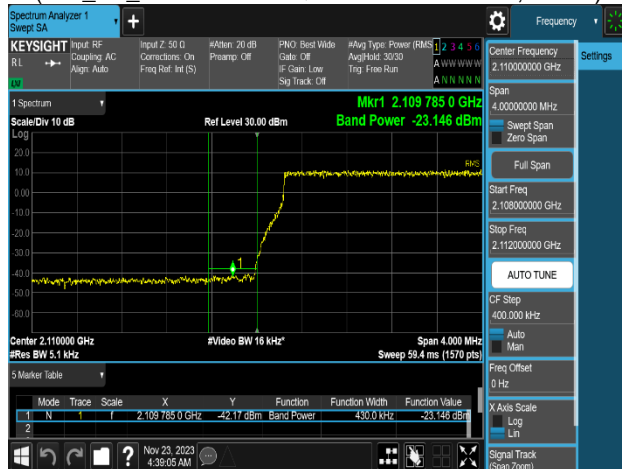 Spectrum Analyzer 1
Swept SA
Frequency
KEYSIGHT
Input: RF
Coupling: AC
Align: Auto
Input Z: 50 Ω
Corrections: On
Freq Ref: Int (S)
#Atten: 20 dB
Preamp: Off
PNO: Best Wide
Gate: Off
IF Gain: Low
Sig Track: Off
#Avg Type: Power (RMS
Avg|Hold: 30/30
Trig: Free Run
1 2 3 4 5 6
A W W W W W
A N N N N N
RL
LXI
1 Spectrum
Scale/Div 10 dB
Ref Level 30.00 dBm
Mkr1 2.109 785 0 GHz
Band Power -23.146 dBm
Log
20.0
10.0
0.00
-10.0
-20.0
-30.0
-40.0
-50.0
-60.0
RMS
1
Center 2.110000 GHz
#Video BW 16 kHz*
Span 4.000 MHz
#Res BW 5.1 kHz
Sweep 59.4 ms (1570 pts)
5 Marker Table
Mode Trace Scale X Y Function Function Width Function Value
1 N 1 f 2.109 785 0 GHz -42.17 dBm Band Power 430.0 kHz -23.146 dBm
2
Nov 23, 2023
4:39:05 AM
Center Frequency
2.110000000 GHz
Settings
Span
4.00000000 MHz
Swept Span
Zero Span
Full Span
Start Freq
2.108000000 GHz
Stop Freq
2.112000000 GHz
AUTO TUNE
CF Step
400.000 kHz
Auto
Man
Freq Offset
0 Hz
X Axis Scale
Log
Lin
Signal Track
(Span Zoom)